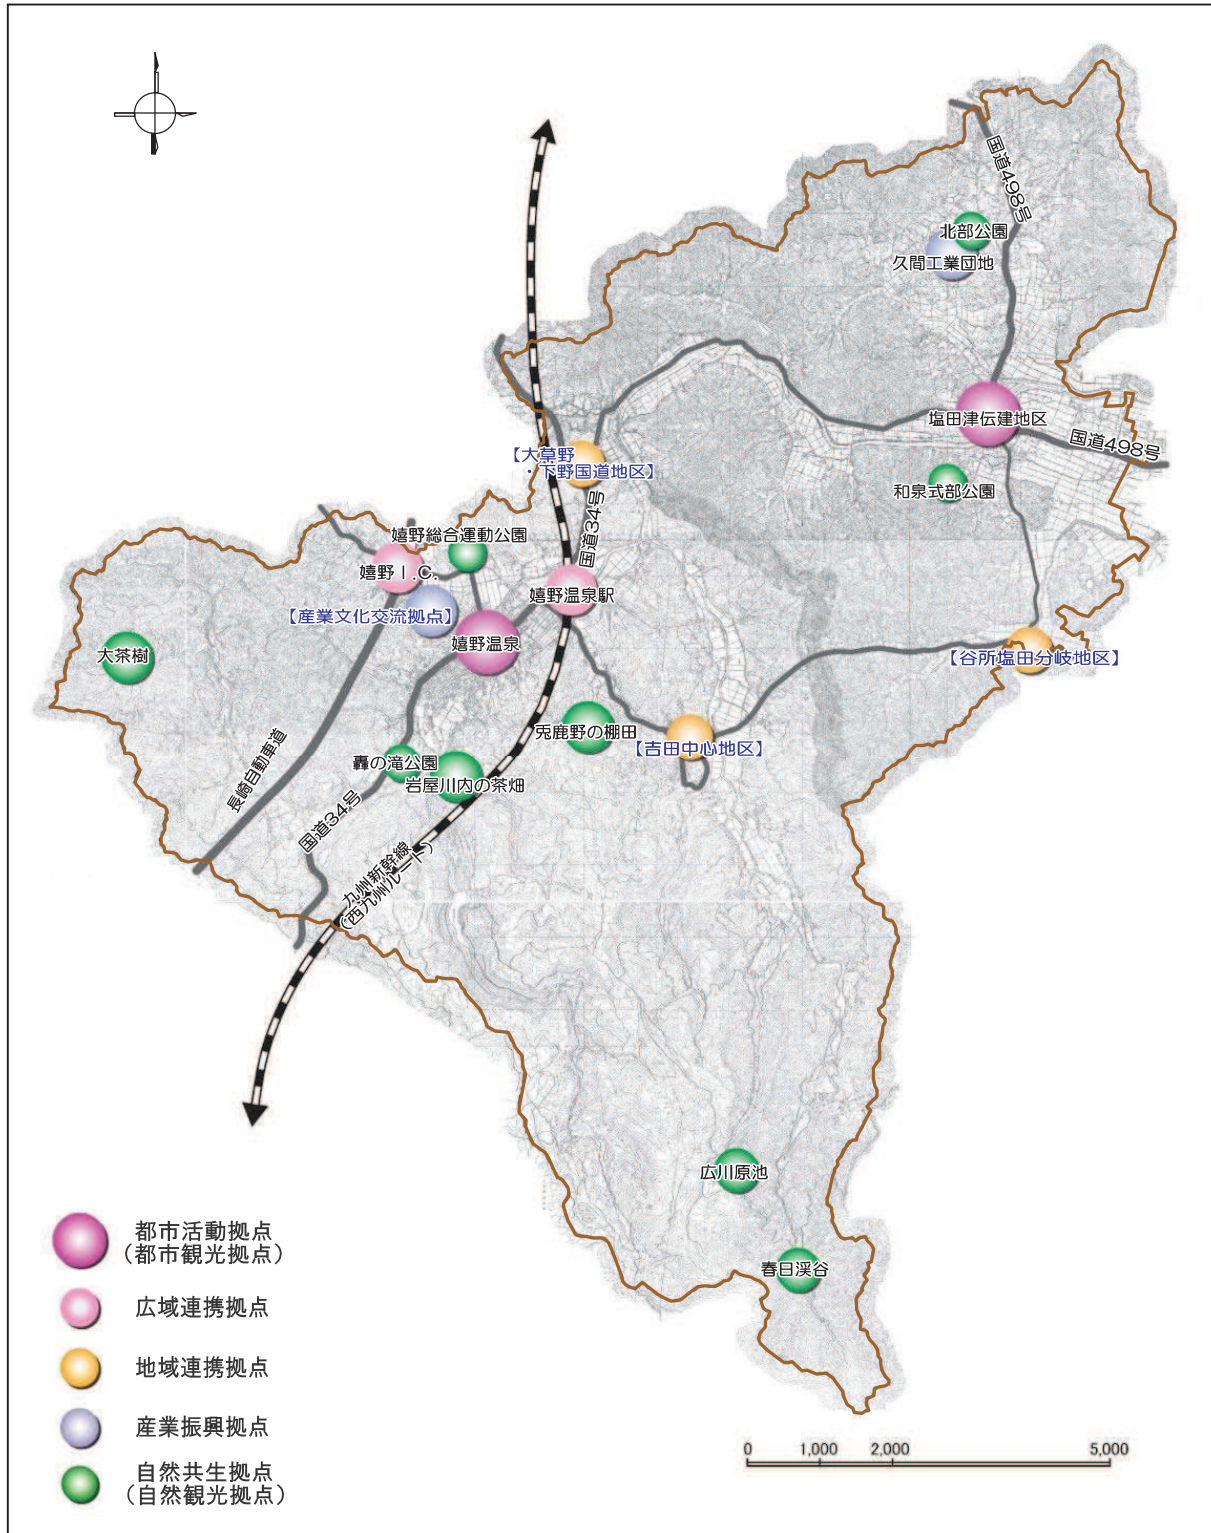 国道498号
北部公園
久間工業団地
塩田津伝建地区
国道498号
【大草野
・下野国道地区】
和泉式部公園
国道34号
嬉野総合運動公園
嬉野I.C.
嬉野温泉駅
【産業文化交流拠点】
嬉野温泉
大茶樹
【谷所塩田分岐地区】
兎鹿野の棚田
【吉田中心地区】
長崎自動車道
轟の滝公園
岩屋川内の茶畑
国道34号
九州新幹線
(西九州ルート)
広川原池
春日渓谷
都市活動拠点
(都市観光拠点)
広域連携拠点
地域連携拠点
産業振興拠点
自然共生拠点
(自然観光拠点)
0 1,000 2,000 5,000